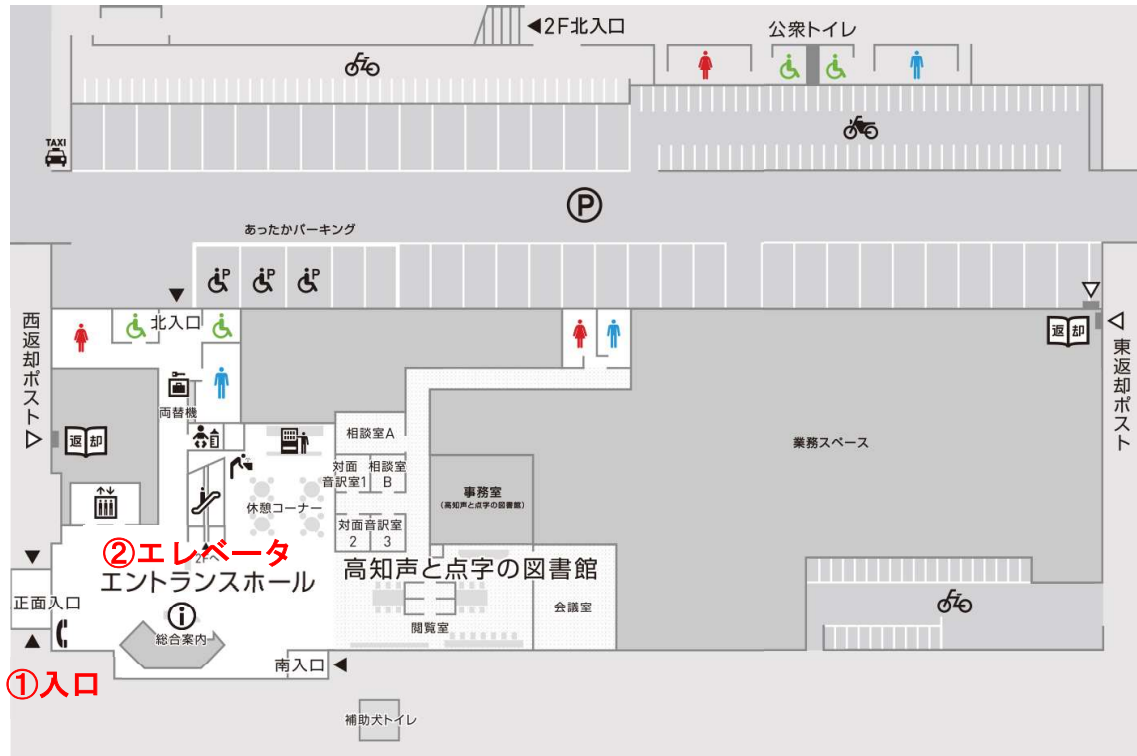 ◀2F北入口
公衆トイレ
TAXI
P
あったかパーキング
P
P
P
北入口
西返却ポスト
返却
東返却ポスト
両替機
返却
相談室A
対面
音訳室1
相談室
B
業務スペース
休憩コーナー
事務室
(高知声と点字の図書館)
対面音訳室
2 3
②エレベータ
2Fへ
エントランスホール
高知声と点字の図書館
正面入口
i
総合案内
閲覧室
会議室
南入口◀
①入口
補助犬トイレ